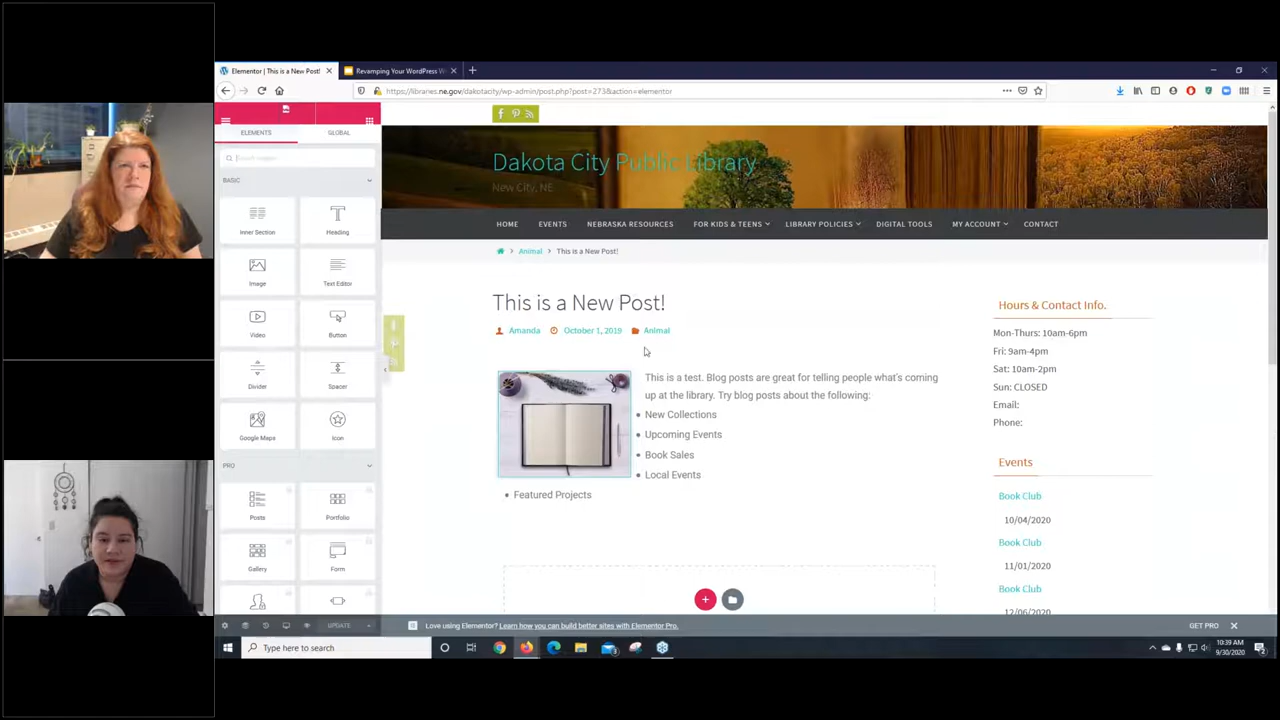 Elementor | This is a New Post!
Revamping Your WordPress W
https://libraries.ne.gov/dakotacity/wp-admin/post.php?post=273&action=elementor
ELEMENTS
GLOBAL
BASIC
Inner Section
Heading
Image
Text Editor
Video
Button
Divider
Spacer
Google Maps
Icon
PRO
Posts
Portfolio
Gallery
Form
UPDATE
Dakota City Public Library
New City, NE
HOME
EVENTS
NEBRASKA RESOURCES
FOR KIDS & TEENS
LIBRARY POLICIES
DIGITAL TOOLS
MY ACCOUNT
CONTACT
Animal > This is a New Post!
This is a New Post!
Amanda
October 1, 2019
Animal
This is a test. Blog posts are great for telling people what's coming
up at the library. Try blog posts about the following:
New Collections
Upcoming Events
Book Sales
Local Events
Featured Projects
Hours & Contact Info.
Mon-Thurs: 10am-6pm
Fri: 9am-4pm
Sat: 10am-2pm
Sun: CLOSED
Email:
Phone:
Events
Book Club
10/04/2020
Book Club
11/01/2020
Book Club
12/06/2020
Love using Elementor? Learn how you can build better sites with Elementor Pro.
GET PRO
Type here to search
10:39 AM
9/30/2020